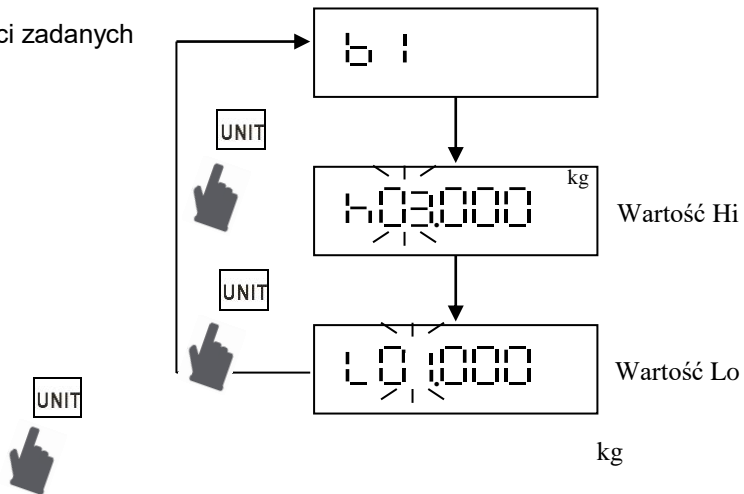 ci zadanych
b 1
UNIT
kg
h03.000
Wartość Hi
UNIT
L01.000
Wartość Lo
UNIT
kg